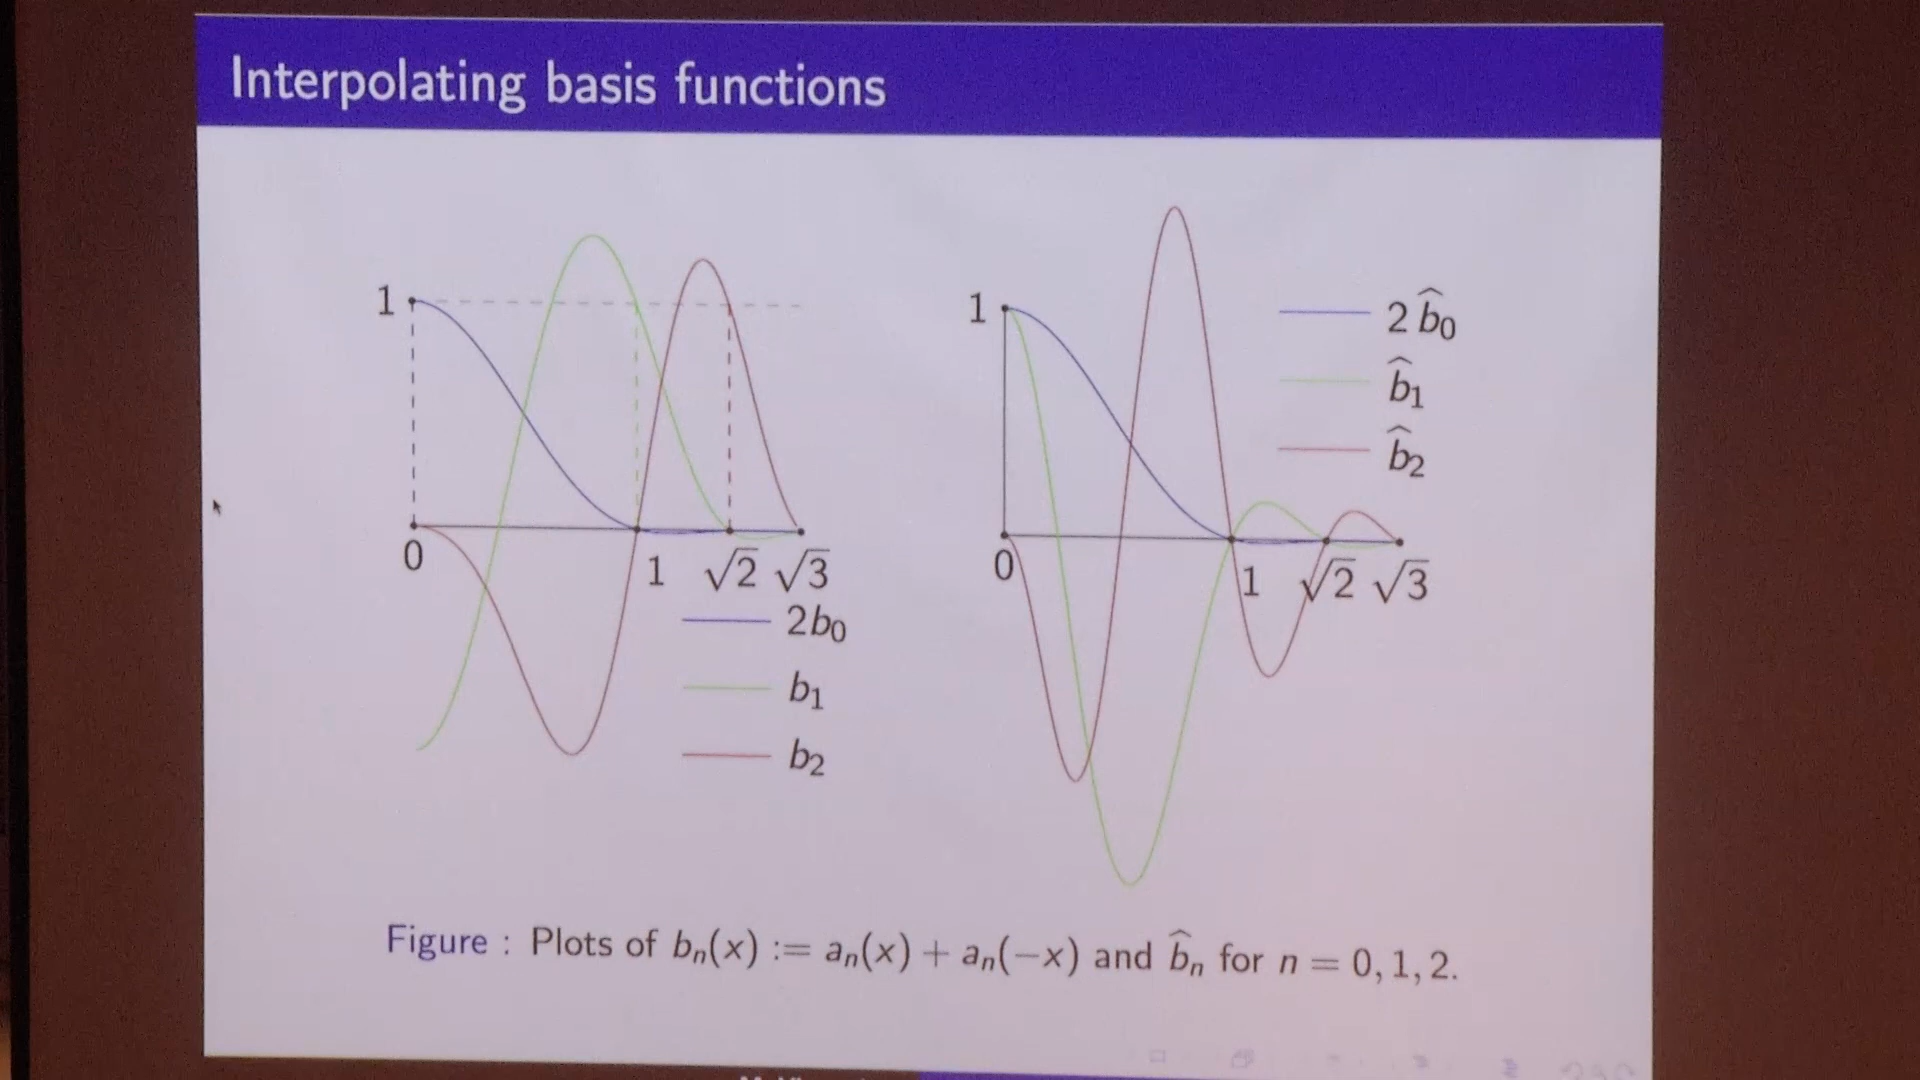 Interpolating basis functions
1
0
1 √2 √3
2b₀
b₁
b₂
1
0
1 √2 √3
2 b̂₀
b̂₁
b̂₂
Figure : Plots of bₙ(x) := aₙ(x) + aₙ(−x) and b̂ₙ for n = 0, 1, 2.